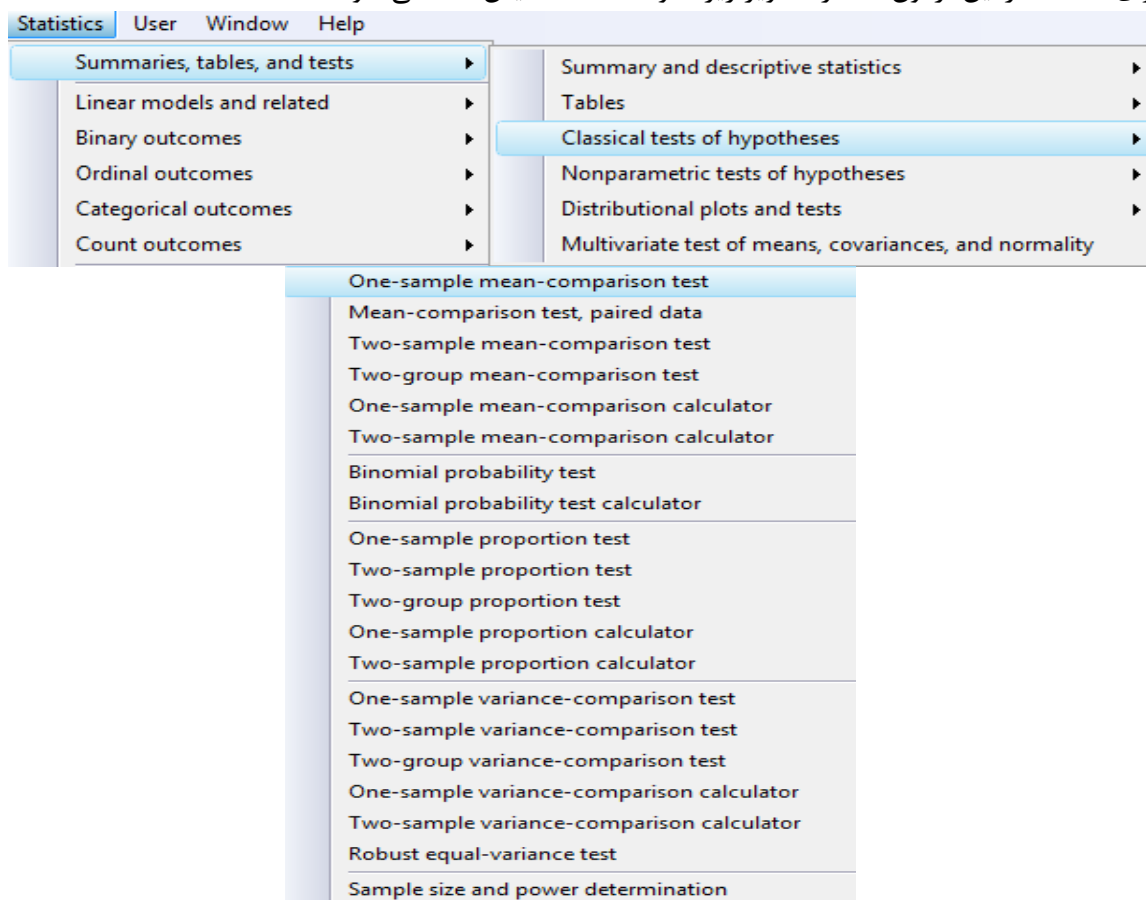 Statistics User Window Help
Summaries, tables, and tests
Linear models and related
Binary outcomes
Ordinal outcomes
Categorical outcomes
Count outcomes
Summary and descriptive statistics
Tables
Classical tests of hypotheses
Nonparametric tests of hypotheses
Distributional plots and tests
Multivariate test of means, covariances, and normality
One-sample mean-comparison test
Mean-comparison test, paired data
Two-sample mean-comparison test
Two-group mean-comparison test
One-sample mean-comparison calculator
Two-sample mean-comparison calculator
Binomial probability test
Binomial probability test calculator
One-sample proportion test
Two-sample proportion test
Two-group proportion test
One-sample proportion calculator
Two-sample proportion calculator
One-sample variance-comparison test
Two-sample variance-comparison test
Two-group variance-comparison test
One-sample variance-comparison calculator
Two-sample variance-comparison calculator
Robust equal-variance test
Sample size and power determination